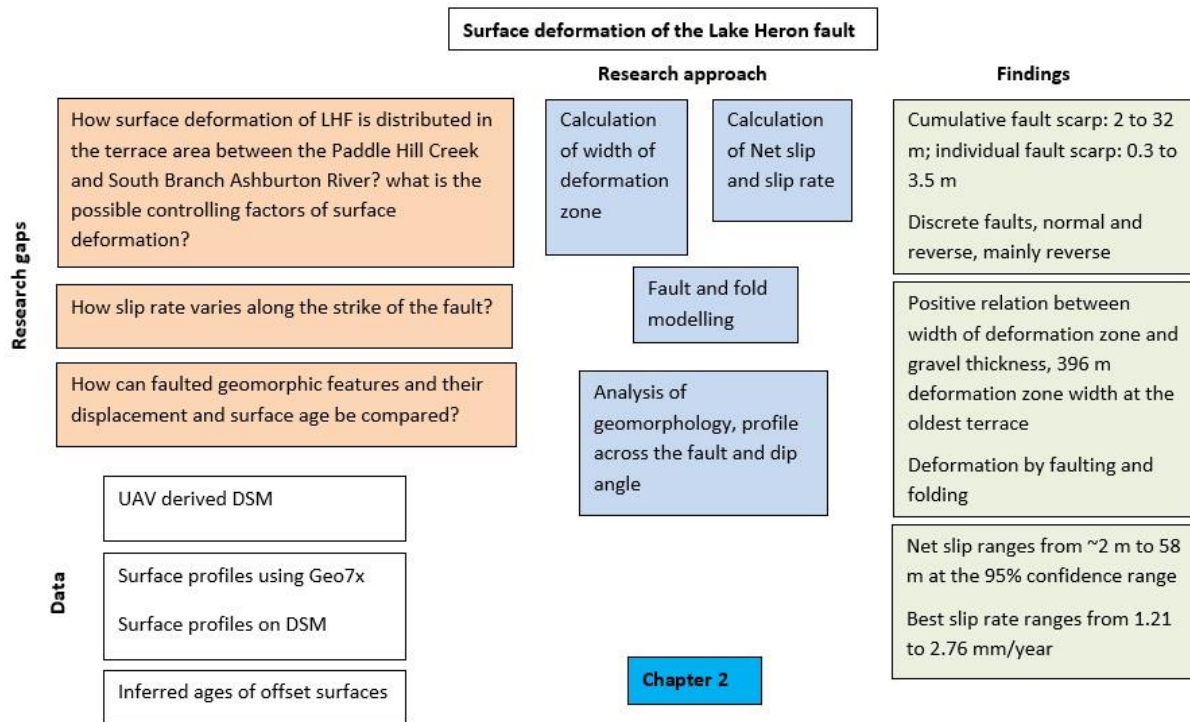 Surface deformation of the Lake Heron fault
Research approach
Findings
Research gaps
How surface deformation of LHF is distributed in
the terrace area between the Paddle Hill Creek
and South Branch Ashburton River? what is the
possible controlling factors of surface
deformation?
How slip rate varies along the strike of the fault?
How can faulted geomorphic features and their
displacement and surface age be compared?
Data
UAV derived DSM
Surface profiles using Geo7x
Surface profiles on DSM
Inferred ages of offset surfaces
Calculation
of width of
deformation
zone
Calculation
of Net slip
and slip rate
Fault and fold
modelling
Analysis of
geomorphology, profile
across the fault and dip
angle
Chapter 2
Cumulative fault scarp: 2 to 32
m; individual fault scarp: 0.3 to
3.5 m
Discrete faults, normal and
reverse, mainly reverse
Positive relation between
width of deformation zone and
gravel thickness, 396 m
deformation zone width at the
oldest terrace
Deformation by faulting and
folding
Net slip ranges from ~2 m to 58
m at the 95% confidence range
Best slip rate ranges from 1.21
to 2.76 mm/year